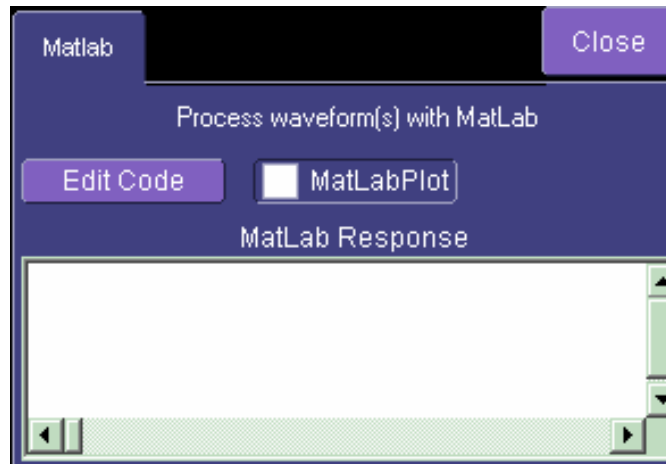 Matlab
Close
Process waveform(s) with MatLab
Edit Code
MatLabPlot
MatLab Response